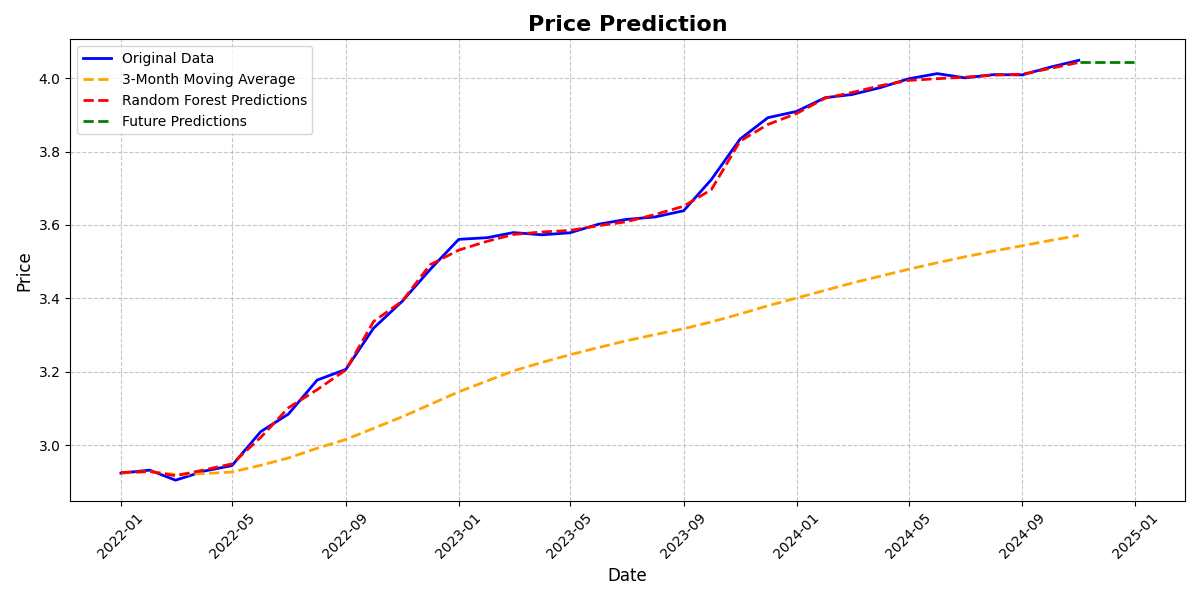 Price Prediction
Original Data
3-Month Moving Average
Random Forest Predictions
Future Predictions
Price
4.0
3.8
3.6
3.4
3.2
3.0
2022-01
2022-05
2022-09
2023-01
2023-05
2023-09
2024-01
2024-05
2024-09
2025-01
Date